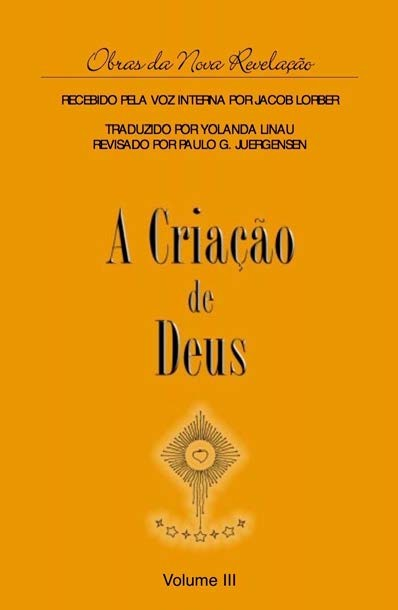 Obras da Nova Revelação
RECEBIDO PELA VOZ INTERNA POR JACOB LORBER
TRADUZIDO POR YOLANDA LINAU
REVISADO POR PAULO G. JUERGENSEN
A Criação
de
Deus
Volume III